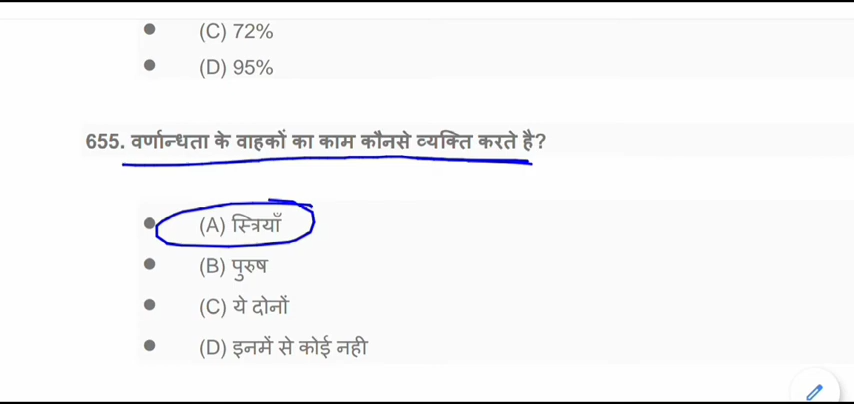 (C) 72%
(D) 95%
655. वर्णान्धता के वाहकों का काम कौनसे व्यक्ति करते है?
(A) स्त्रियाँ
(B) पुरुष
(C) ये दोनों
(D) इनमें से कोई नही